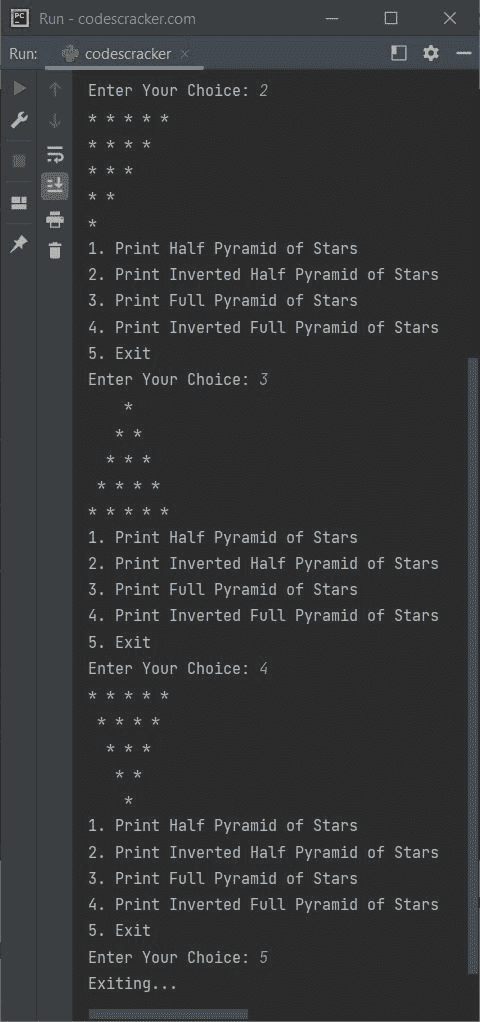 PC Run - codescracker.com
Run: codescracker
Enter Your Choice: 2
* * * * *
* * * *
* * *
* *
*
1. Print Half Pyramid of Stars
2. Print Inverted Half Pyramid of Stars
3. Print Full Pyramid of Stars
4. Print Inverted Full Pyramid of Stars
5. Exit
Enter Your Choice: 3
    *
   * *
  * * *
 * * * *
* * * * *
1. Print Half Pyramid of Stars
2. Print Inverted Half Pyramid of Stars
3. Print Full Pyramid of Stars
4. Print Inverted Full Pyramid of Stars
5. Exit
Enter Your Choice: 4
* * * * *
 * * * *
  * * *
   * *
    *
1. Print Half Pyramid of Stars
2. Print Inverted Half Pyramid of Stars
3. Print Full Pyramid of Stars
4. Print Inverted Full Pyramid of Stars
5. Exit
Enter Your Choice: 5
Exiting...